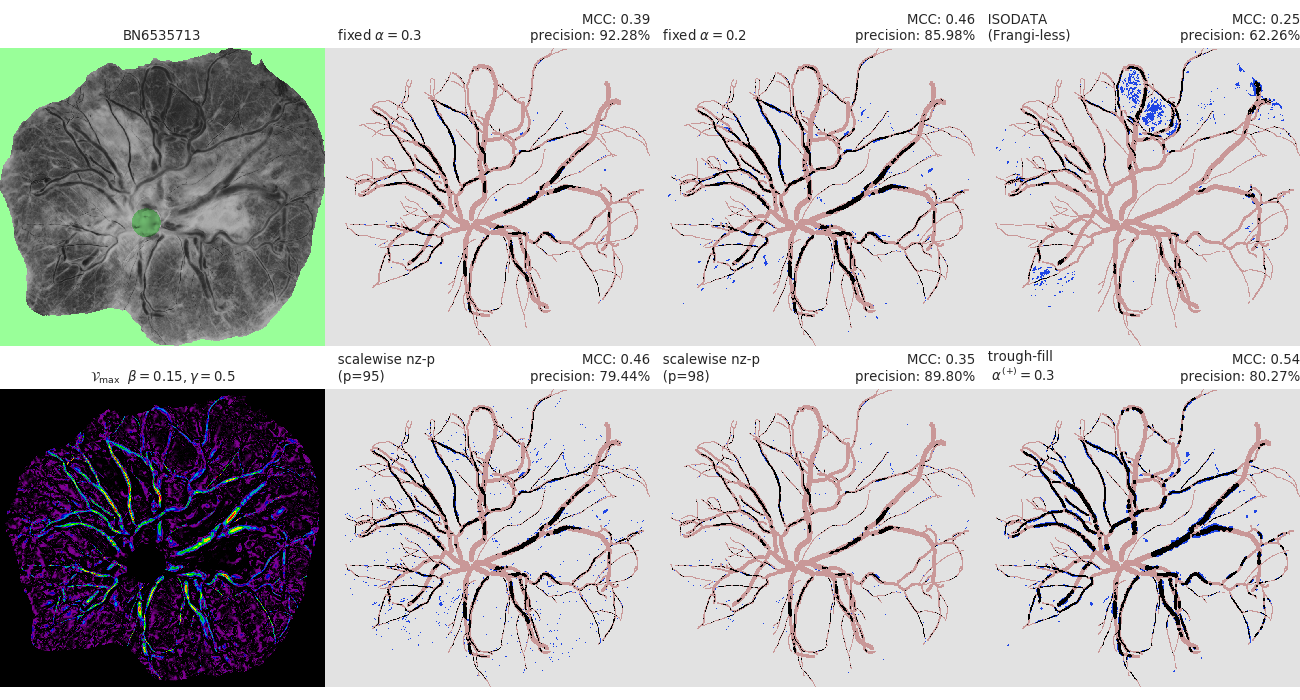 BN6535713
fixed α = 0.3
MCC: 0.39
precision: 92.28%
fixed α = 0.2
MCC: 0.46
precision: 85.98%
ISODATA
(Frangi-less)
MCC: 0.25
precision: 62.26%
𝒱max β = 0.15, γ = 0.5
scalewise nz-p
(p=95)
MCC: 0.46
precision: 79.44%
scalewise nz-p
(p=98)
MCC: 0.35
precision: 89.80%
trough-fill
α(+) = 0.3
MCC: 0.54
precision: 80.27%